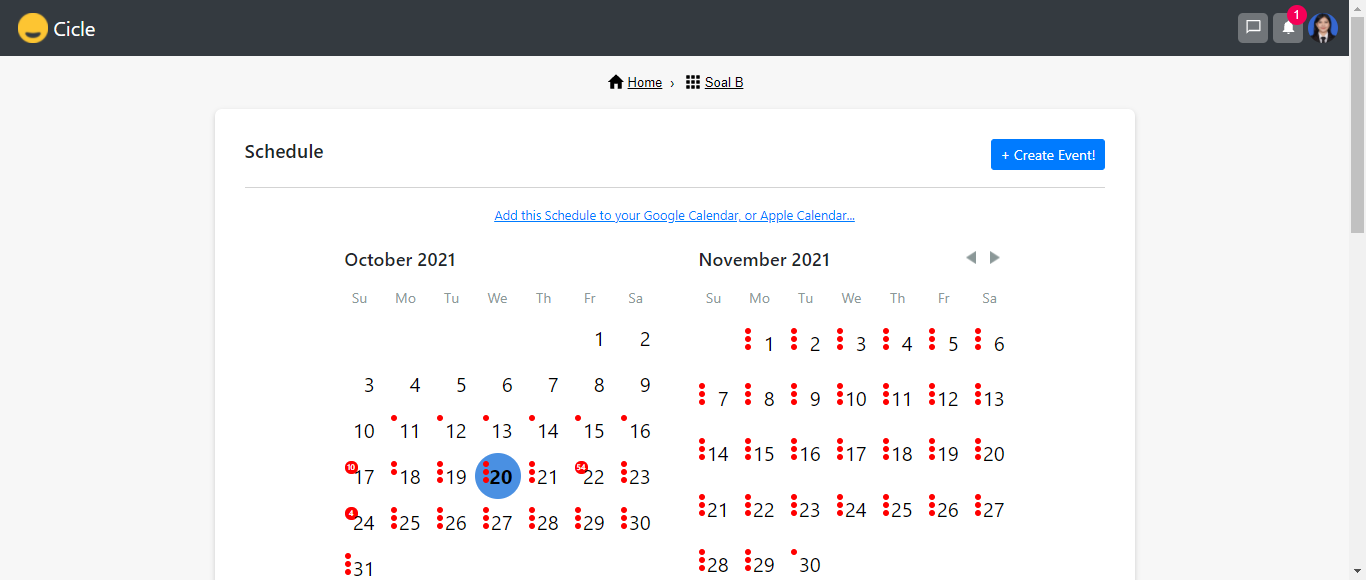 Cicle
1
Home › Soal B
Schedule
+ Create Event!
Add this Schedule to your Google Calendar, or Apple Calendar...
October 2021
Su Mo Tu We Th Fr Sa
1 2
3 4 5 6 7 8 9
10 11 12 13 14 15 16
10 17 18 19 20 21 54 22 23
4 24 25 26 27 28 29 30
31
November 2021
Su Mo Tu We Th Fr Sa
1 2 3 4 5 6
7 8 9 10 11 12 13
14 15 16 17 18 19 20
21 22 23 24 25 26 27
28 29 30